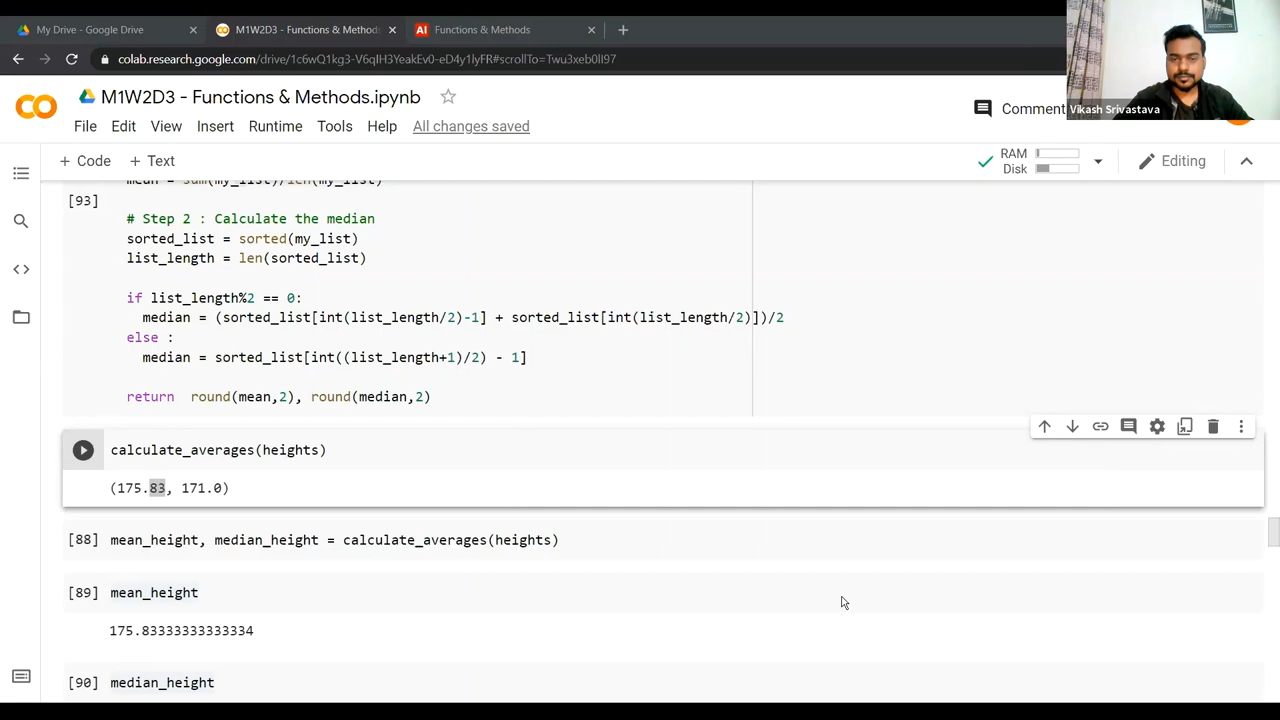 My Drive - Google Drive
M1W2D3 - Functions & Methods
Functions & Methods
colab.research.google.com/drive/1c6wQ1kg3-V6qIH3YeakEv0-eD4y1lyFR#scrollTo=Twu3xeb0lI97
Vikash Srivastava
CO
M1W2D3 - Functions & Methods.ipynb
Comment
File Edit View Insert Runtime Tools Help All changes saved
+ Code + Text
RAM
Disk
Editing
mean = sum(my_list)/len(my_list)
[93]
# Step 2 : Calculate the median
sorted_list = sorted(my_list)
list_length = len(sorted_list)
if list_length%2 == 0:
median = (sorted_list[int(list_length/2)-1] + sorted_list[int(list_length/2)])/2
else :
median = sorted_list[int((list_length+1)/2) - 1]
return round(mean,2), round(median,2)
calculate_averages(heights)
(175.83, 171.0)
[88] mean_height, median_height = calculate_averages(heights)
[89] mean_height
175.83333333333334
[90] median_height